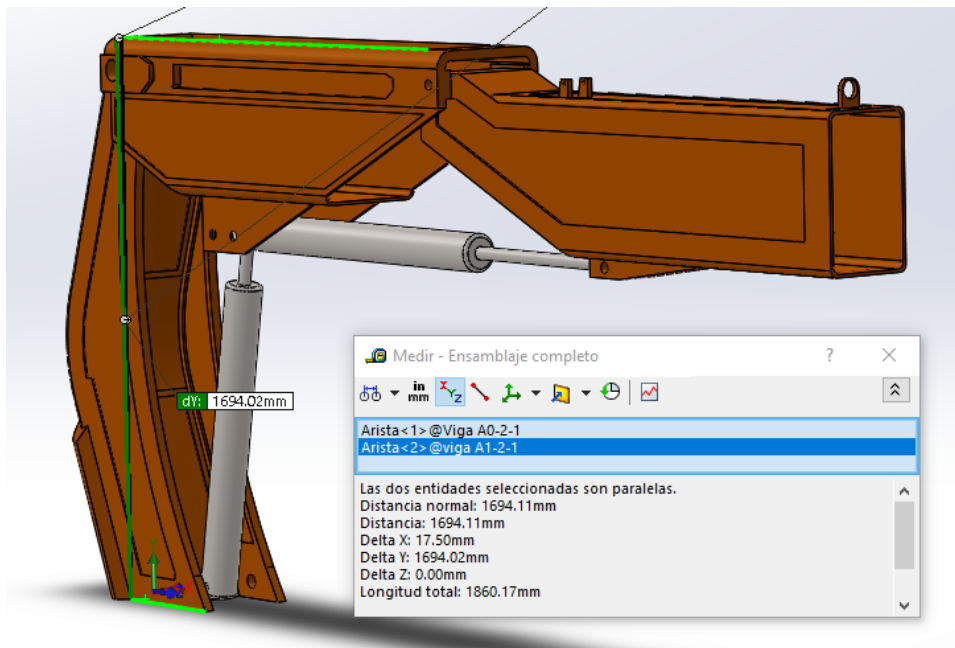 Medir - Ensamblaje completo
?
in
mm
X Y Z
Arista<1>@Viga A0-2-1
Arista<2>@viga A1-2-1
dY: 1694.02mm
Las dos entidades seleccionadas son paralelas.
Distancia normal: 1694.11mm
Distancia: 1694.11mm
Delta X: 17.50mm
Delta Y: 1694.02mm
Delta Z: 0.00mm
Longitud total: 1860.17mm
Y